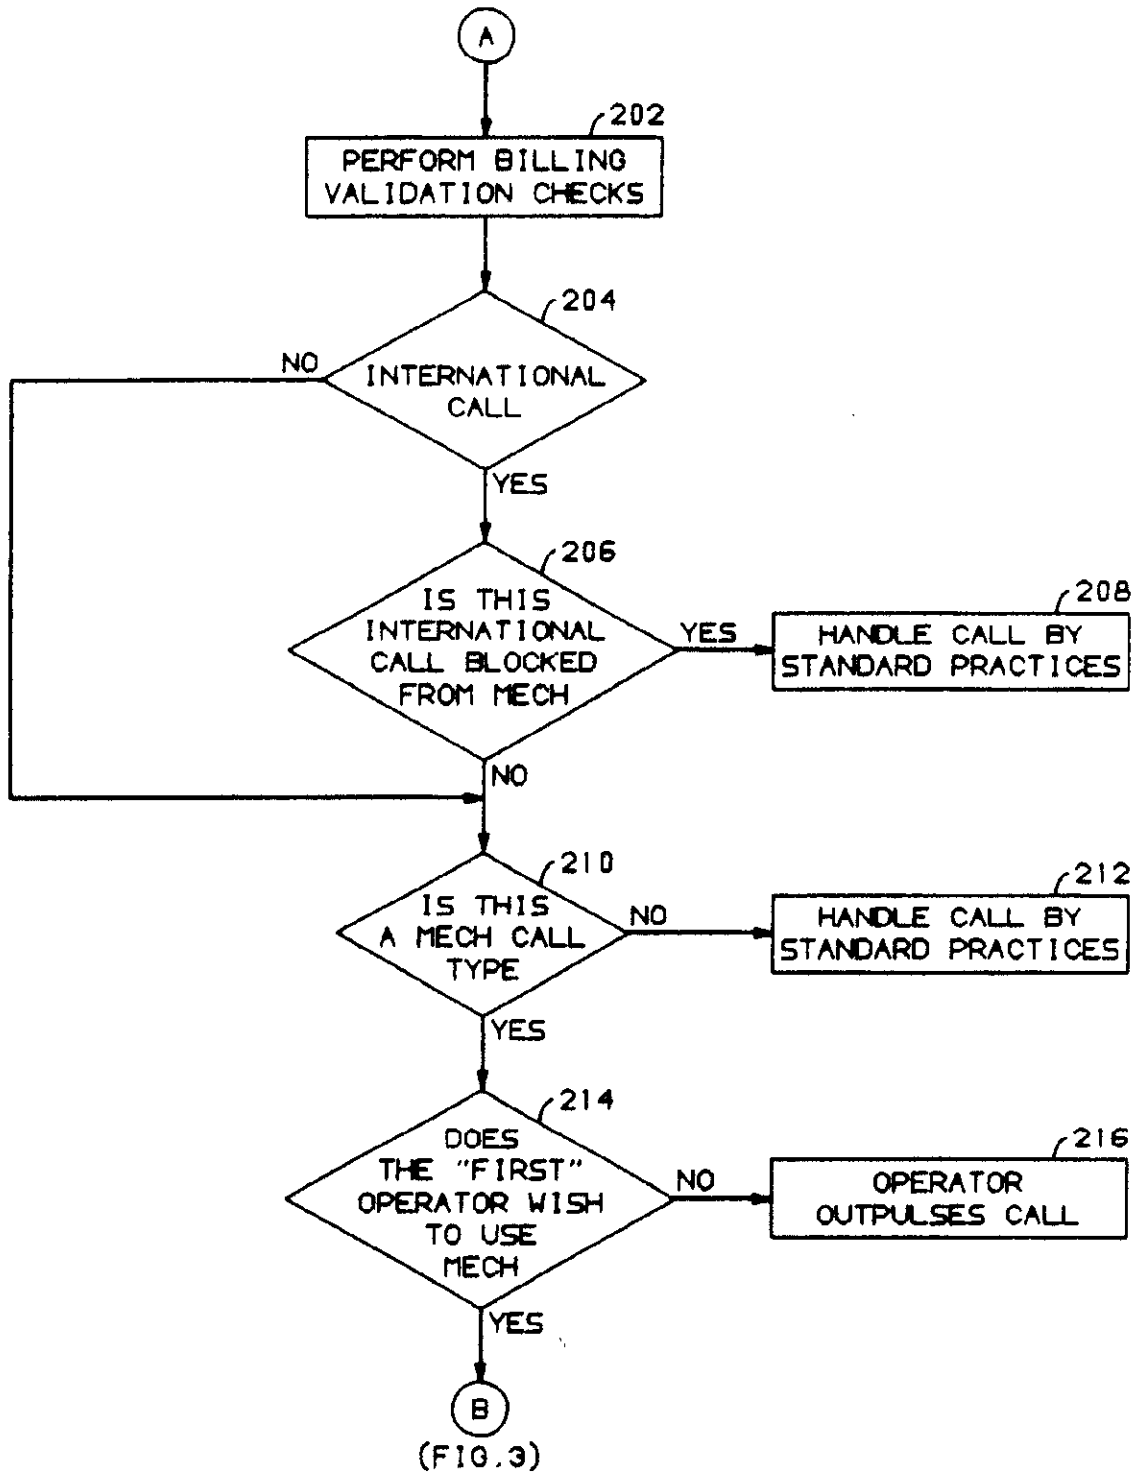 A
202
PERFORM BILLING
VALIDATION CHECKS
204
NO
INTERNATIONAL
CALL
YES
206
IS THIS
INTERNATIONAL
CALL BLOCKED
FROM MECH
YES
208
HANDLE CALL BY
STANDARD PRACTICES
NO
210
IS THIS
A MECH CALL
TYPE
NO
212
HANDLE CALL BY
STANDARD PRACTICES
YES
214
DOES
THE "FIRST"
OPERATOR WISH
TO USE
MECH
NO
216
OPERATOR
OUTPULSES CALL
YES
B
(FIG.3)